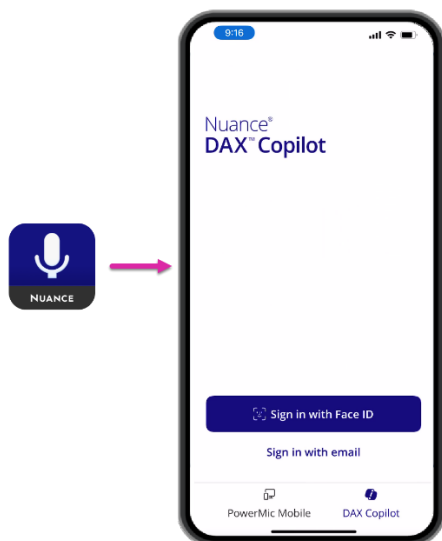 9:16
Nuance®
DAX™ Copilot
NUANCE
Sign in with Face ID
Sign in with email
PowerMic Mobile
DAX Copilot